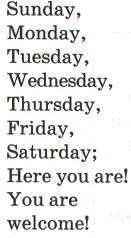 Sunday,
Monday,
Tuesday,
Wednesday,
Thursday,
Friday,
Saturday;
Here you are!
You are
welcome!